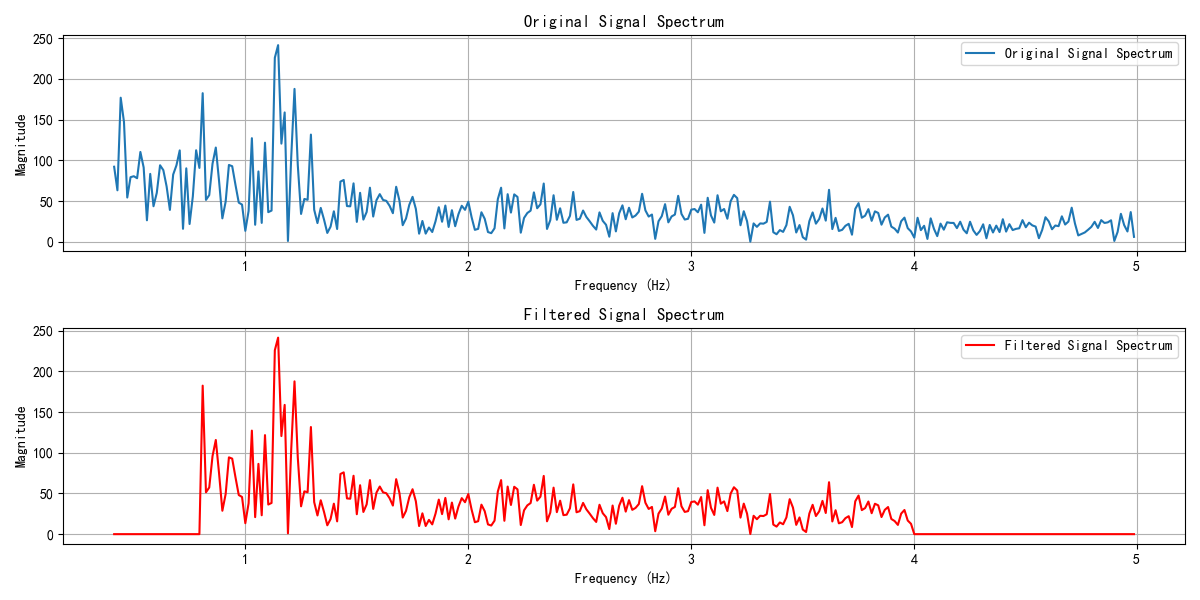 Original Signal Spectrum
250
200
150
100
50
0
Magnitude
Original Signal Spectrum
1
2
3
4
5
Frequency (Hz)
Filtered Signal Spectrum
250
200
150
100
50
0
Magnitude
Filtered Signal Spectrum
1
2
3
4
5
Frequency (Hz)